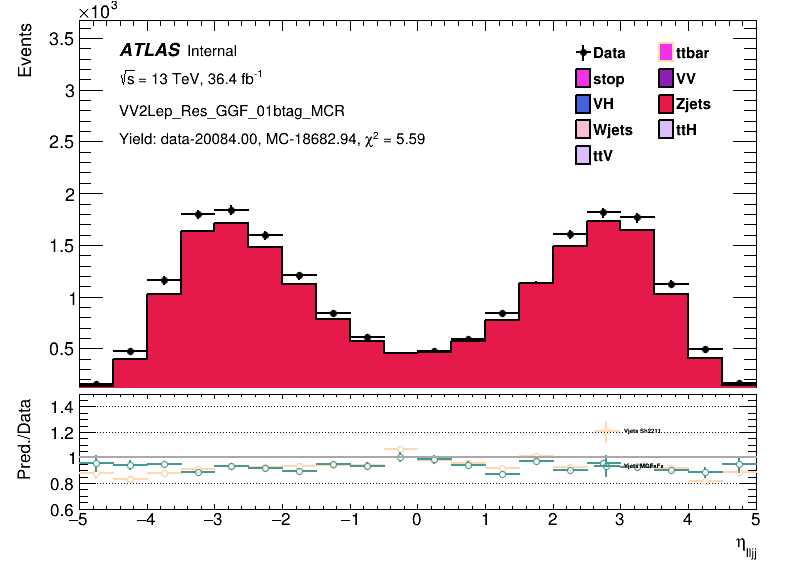 ×10³
Events
3.5
3
2.5
2
1.5
1
0.5
ATLAS Internal
√s = 13 TeV, 36.4 fb⁻¹
VV2Lep_Res_GGF_01btag_MCR
Yield: data-20084.00, MC-18682.94, χ² = 5.59
Data ttbar
stop VV
VH Zjets
Wjets ttH
ttV
Pred./Data
1.4
1.2
1
0.8
0.6
Vjets Sh2211
Vjets MGFxFx
−5 −4 −3 −2 −1 0 1 2 3 4 5
η_lljj